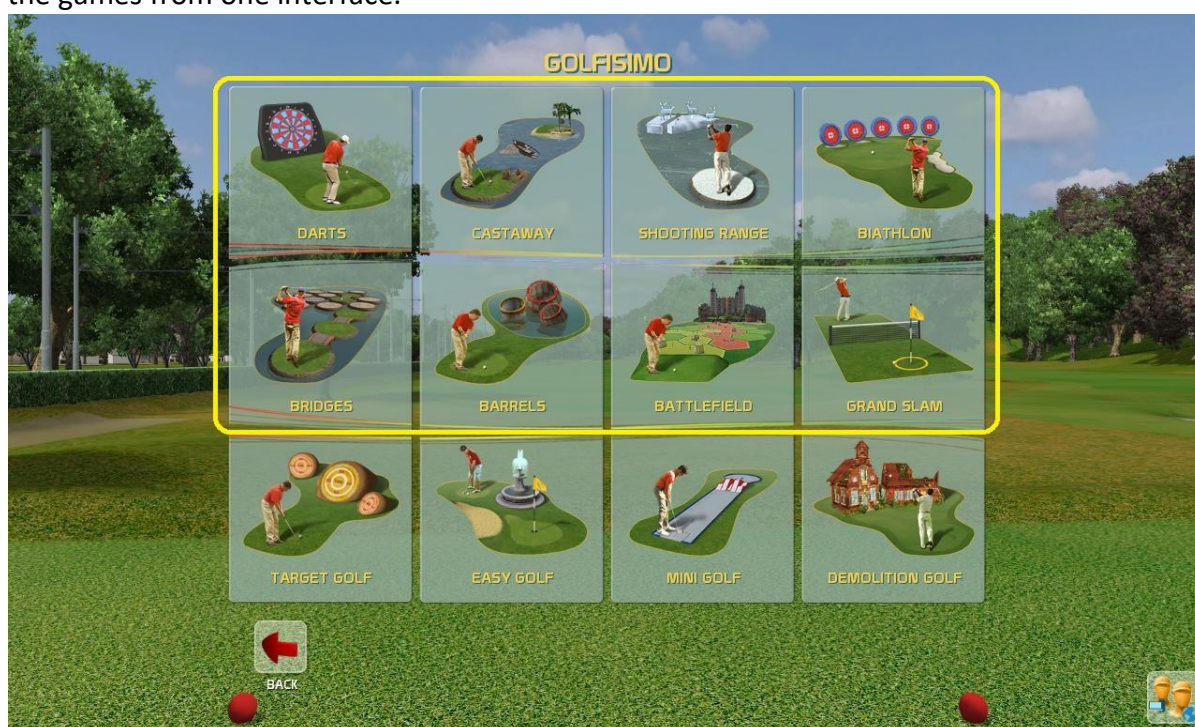 the games from one interface.
GOLFISIMO
DARTS
CASTAWAY
SHOOTING RANGE
BIATHLON
BRIDGES
BARRELS
BATTLEFIELD
GRAND SLAM
TARGET GOLF
EASY GOLF
MINI GOLF
DEMOLITION GOLF
BACK